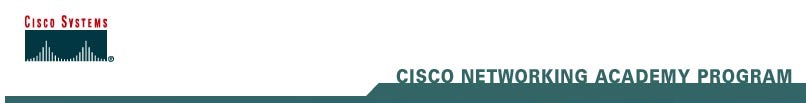 CISCO SYSTEMS
®
CISCO NETWORKING ACADEMY PROGRAM